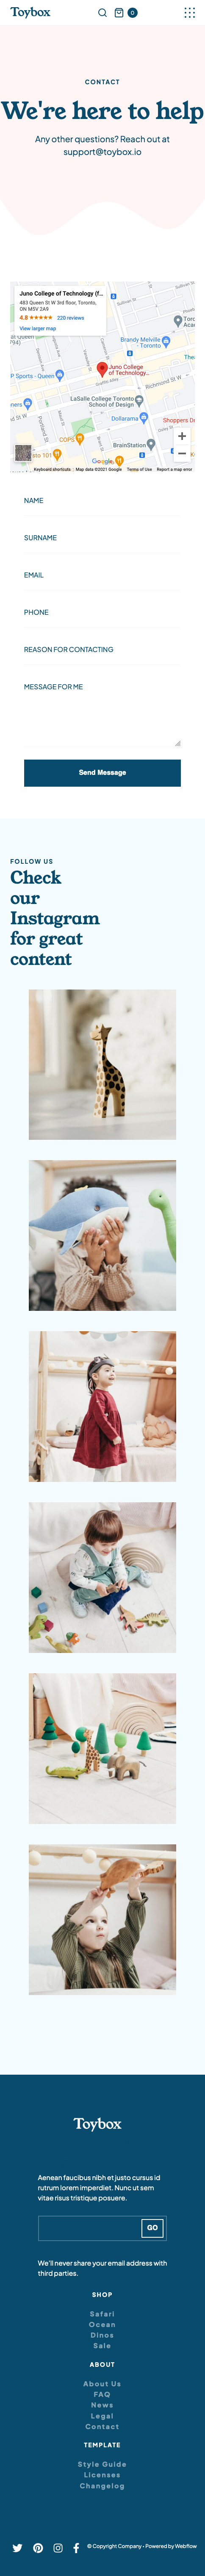 Toybox
0
CONTACT
We're here to help
Any other questions? Reach out at
support@toybox.io
Juno College of Technology (f...
483 Queen St W 3rd floor, Toronto,
ON M5V 2A9
4.8 ★★★★★ 220 reviews
View larger map
Brandy Melville
Toronto
Juno College
of Technology...
P Sports - Queen
LaSalle College Toronto
School of Design
Dollarama
Shoppers D
COPS
BrainStation
Google
Keyboard shortcuts
Map data ©2021 Google
Terms of Use
Report a map error
NAME
SURNAME
EMAIL
PHONE
REASON FOR CONTACTING
MESSAGE FOR ME
Send Message
FOLLOW US
Check
our
Instagram
for great
content
Toybox
Aenean faucibus nibh et justo cursus id
rutrum lorem imperdiet. Nunc ut sem
vitae risus tristique posuere.
GO
We'll never share your email address with
third parties.
SHOP
Safari
Ocean
Dinos
Sale
ABOUT
About Us
FAQ
News
Legal
Contact
TEMPLATE
Style Guide
Licenses
Changelog
© Copyright Company • Powered by Webflow